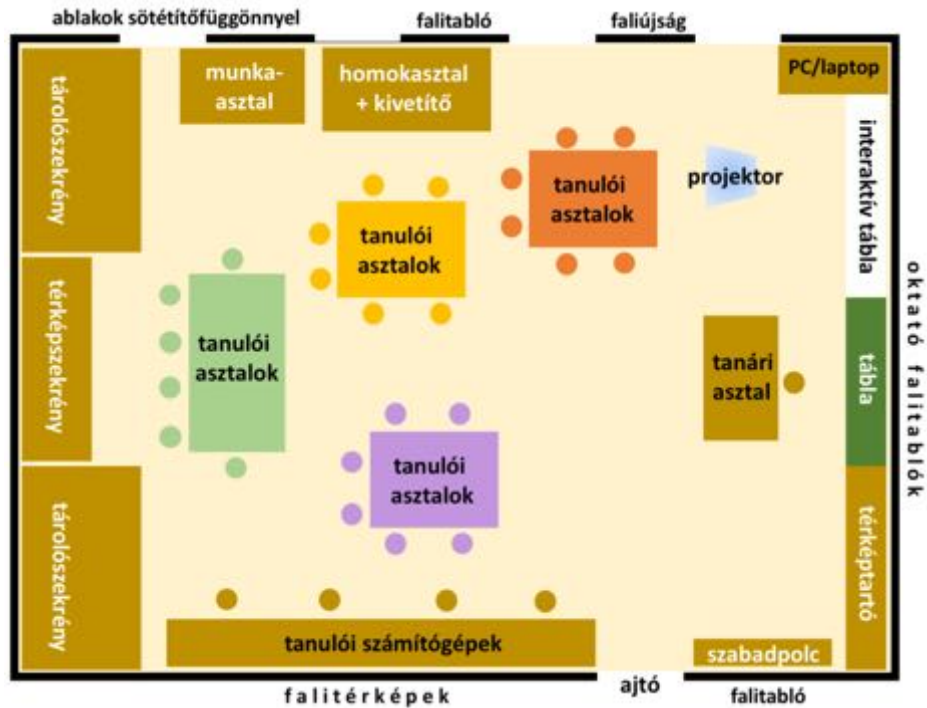 ablakok sötétítőfüggönnyel
falitabló
faliújság
tárolószekrény
munka-
asztal
homokasztal
+ kivetítő
PC/laptop
interaktív tábla
tanulói
asztalok
projektor
tanulói
asztalok
térképszekrény
tanulói
asztalok
tanári
asztal
tábla
oktató falitablók
tanulói
asztalok
tárolószekrény
térképtartó
tanulói számítógépek
szabadpolc
falitérképek
ajtó
falitabló